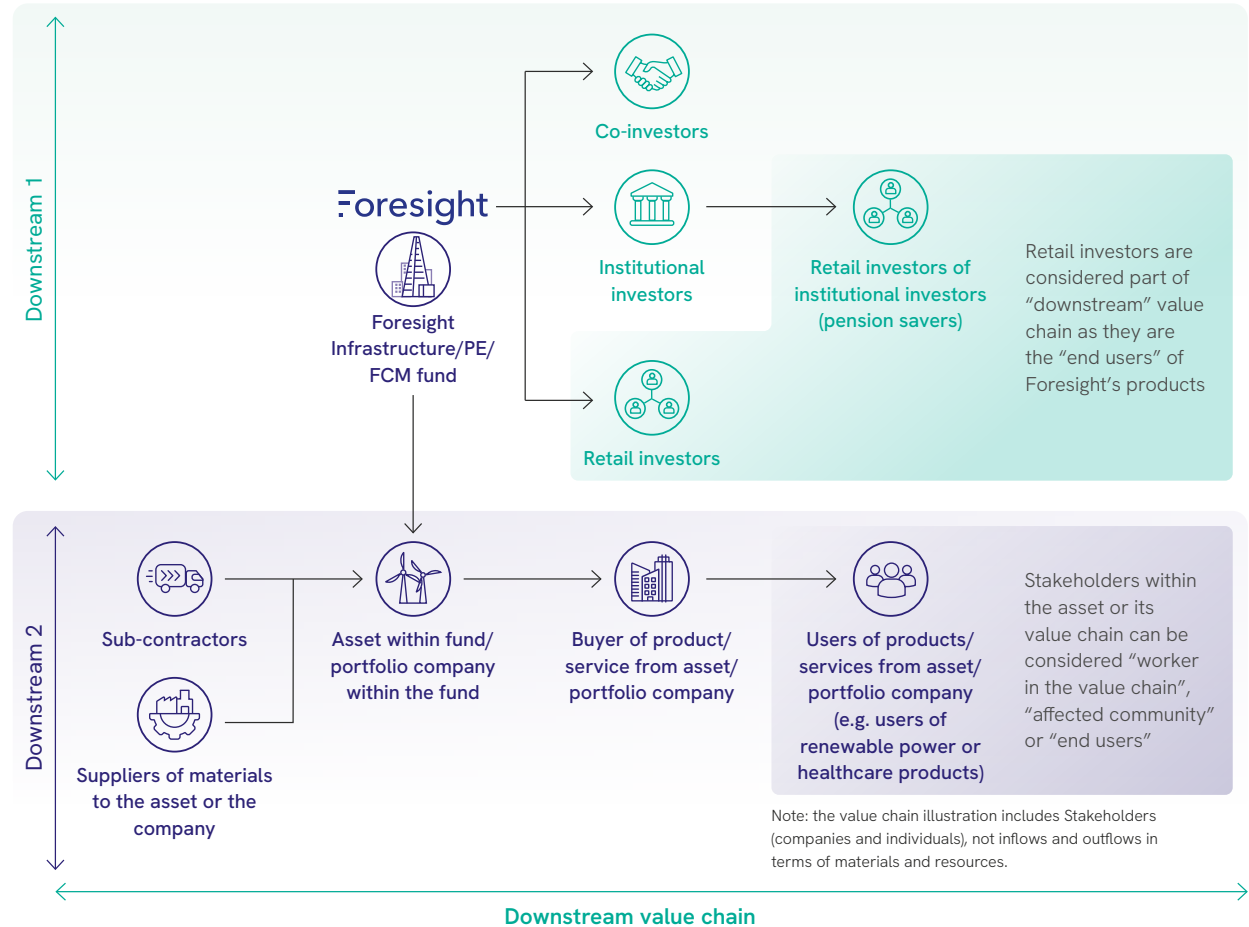 Downstream 1
Co-investors
Foresight
Foresight
Infrastructure/PE/
FCM fund
Institutional
investors
Retail investors of
institutional investors
(pension savers)
Retail investors are
considered part of
“downstream” value
chain as they are
the “end users” of
Foresight’s products
Retail investors
Downstream 2
Sub-contractors
Suppliers of materials
to the asset or the
company
Asset within fund/
portfolio company
within the fund
Buyer of product/
service from asset/
portfolio company
Users of products/
services from asset/
portfolio company
(e.g. users of
renewable power or
healthcare products)
Stakeholders within
the asset or its
value chain can be
considered “worker
in the value chain”,
“affected community”
or “end users”
Note: the value chain illustration includes Stakeholders
(companies and individuals), not inflows and outflows in
terms of materials and resources.
Downstream value chain